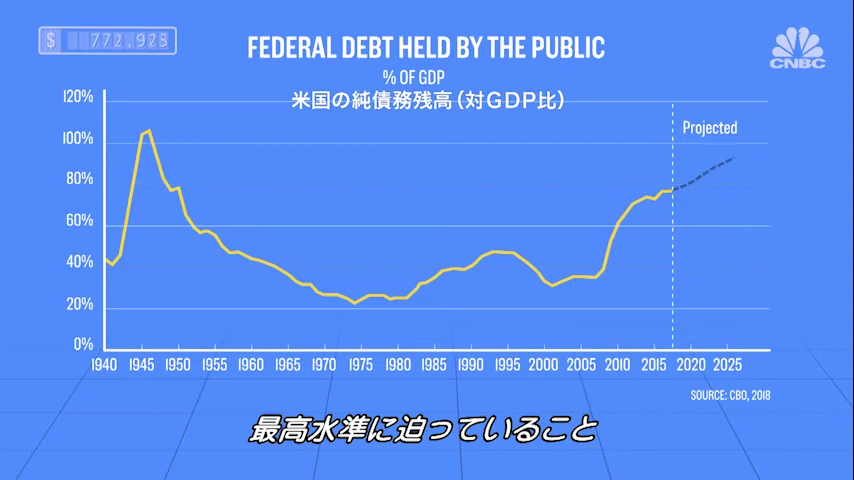 $ 772,925
FEDERAL DEBT HELD BY THE PUBLIC
CNBC
% OF GDP
米国の純債務残高（対GDP比）
120%
100%
80%
60%
40%
20%
0%
Projected
1940 1945 1950 1955 1960 1965 1970 1975 1980 1985 1990 1995 2000 2005 2010 2015 2020 2025
SOURCE: CBO, 2018
最高水準に迫っていること